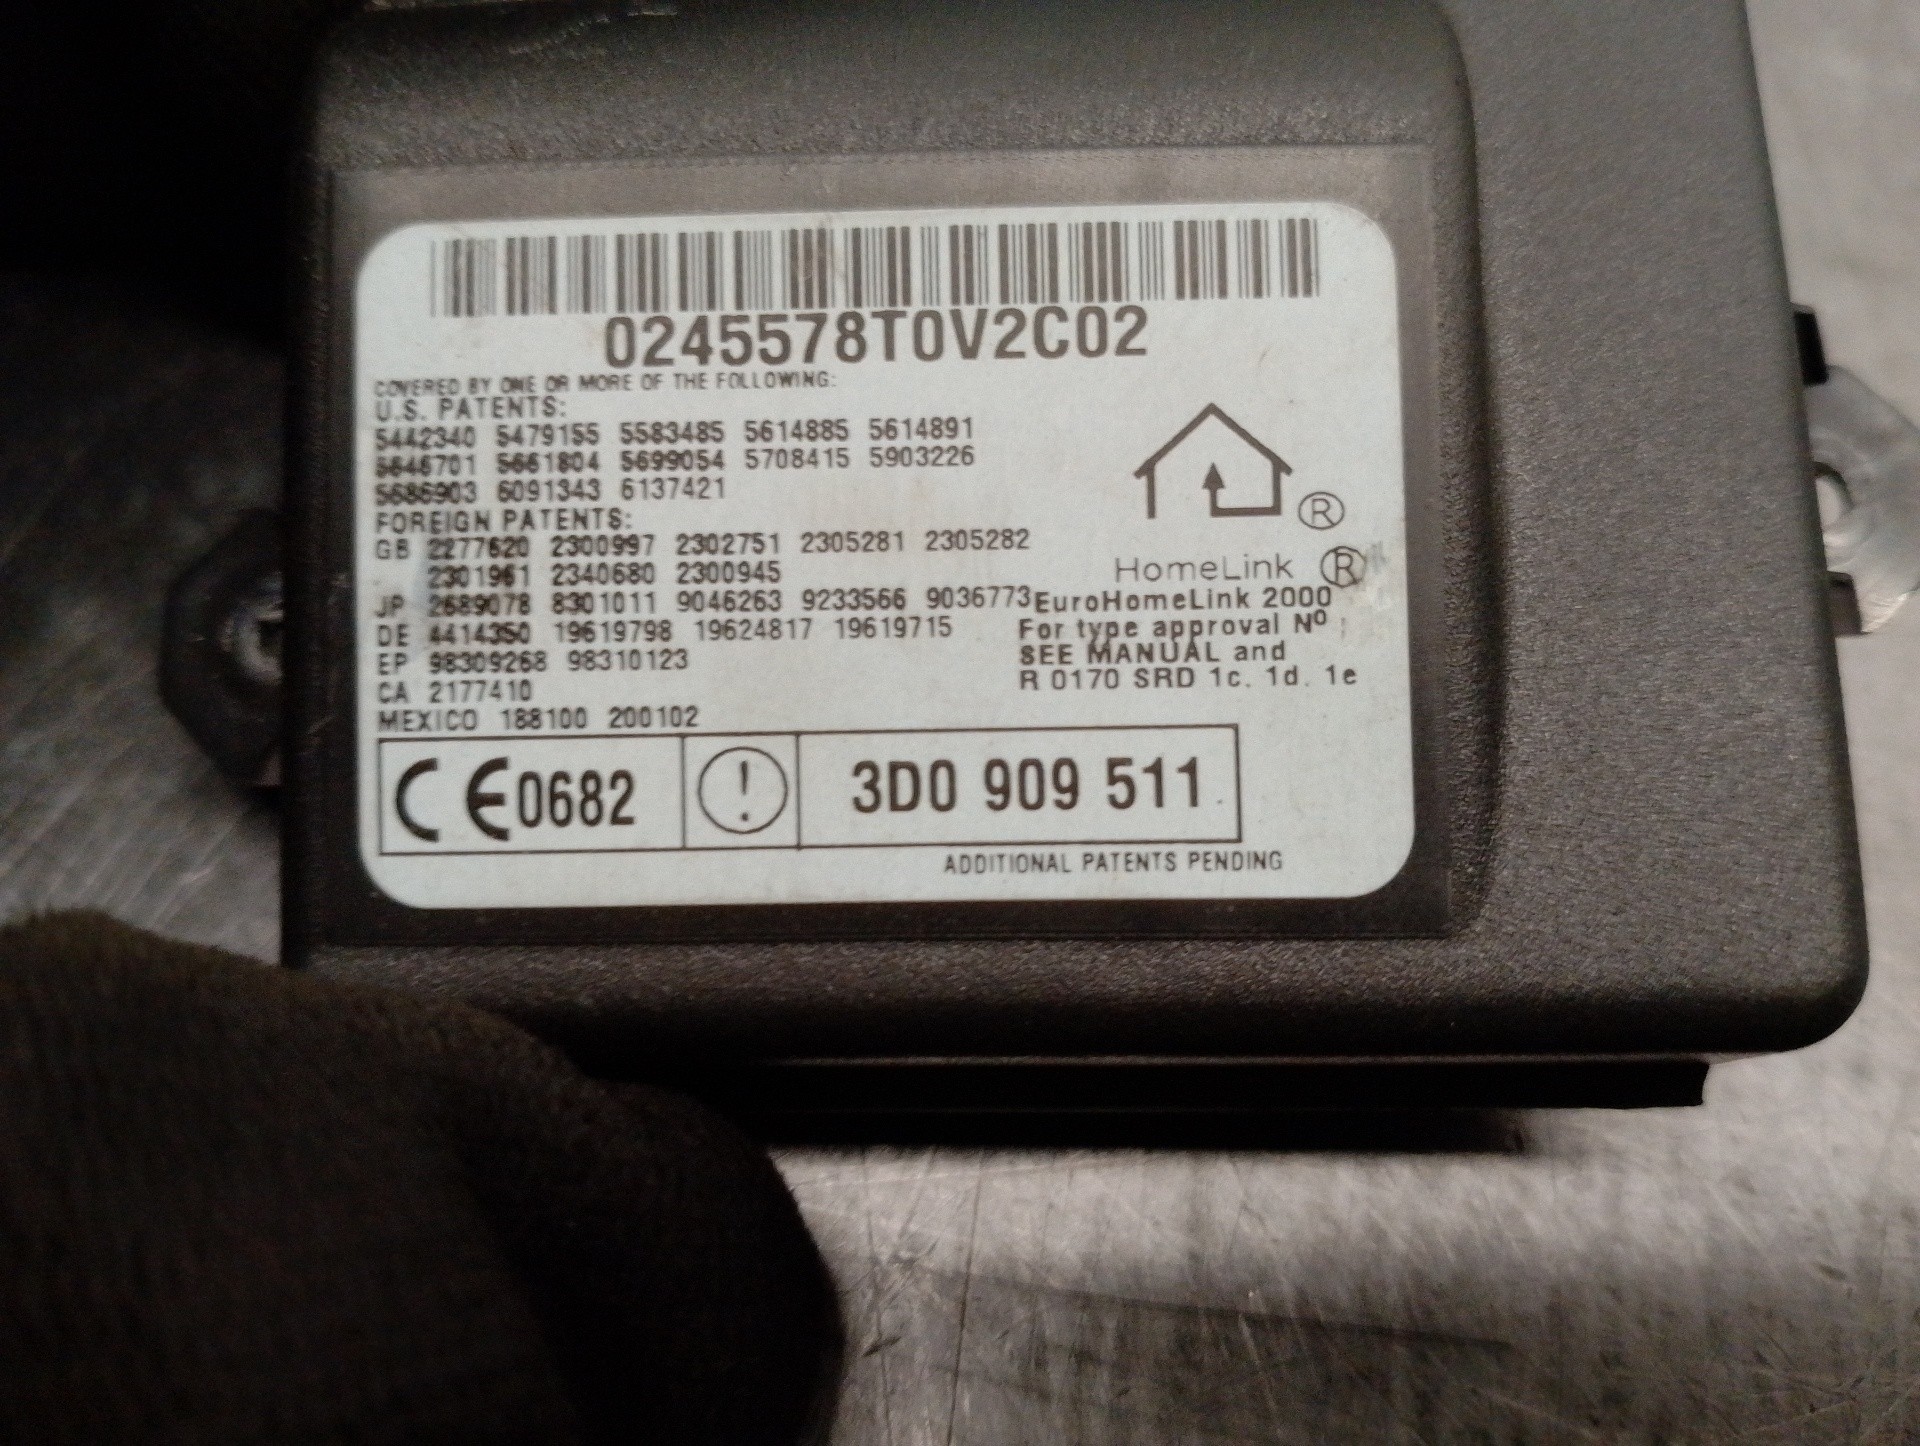 0245578T0V2C02
COVERED BY ONE OR MORE OF THE FOLLOWING:
U.S. PATENTS:
5442340 5479155 5583485 5614885 5614891
5646701 5661804 5699054 5708415 5903226
5686903 6091343 6137421
FOREIGN PATENTS:
GB 2277620 2300997 2302751 2305281 2305282
2301961 2340680 2300945
JP 2689078 8301011 9046263 9233566 9036773
DE 4414350 19619798 19624817 19619715
EP 98309268 98310123
CA 2177410
MEXICO 188100 200102
®
HomeLink ®
EuroHomeLink 2000
For type approval Nº
SEE MANUAL and
R 0170 SRD 1c. 1d. 1e
CE0682 ! 3D0 909 511
ADDITIONAL PATENTS PENDING